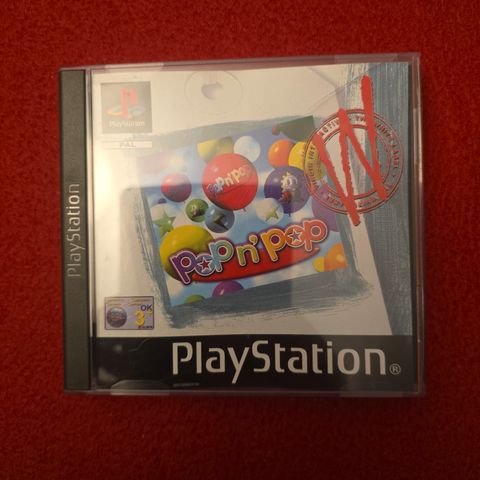 PlayStation
PlayStation
PAL
pop n' pop
pop n' pop
OK
3
PlayStation®
W